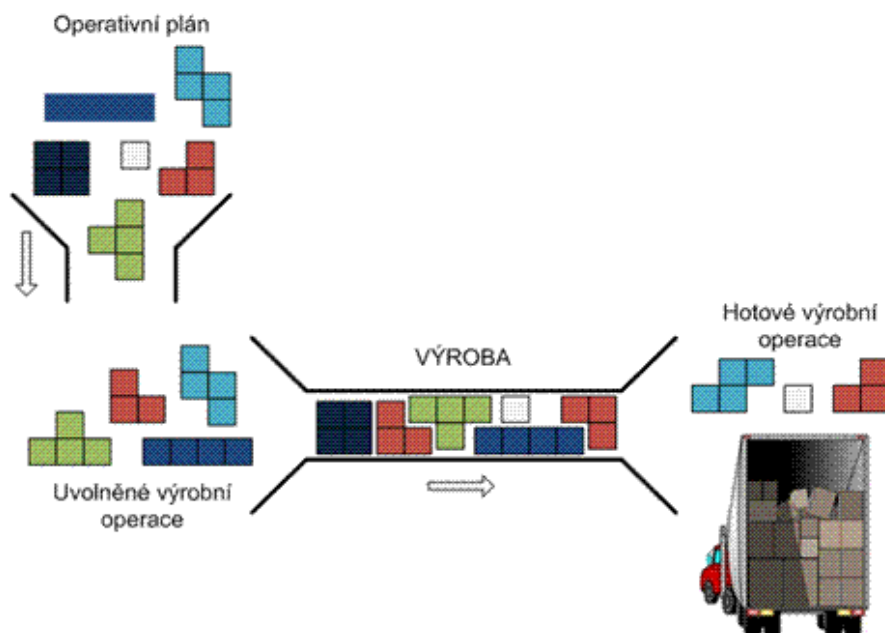 Operativní plán
VÝROBA
Hotové výrobní
operace
Uvolněné výrobní
operace